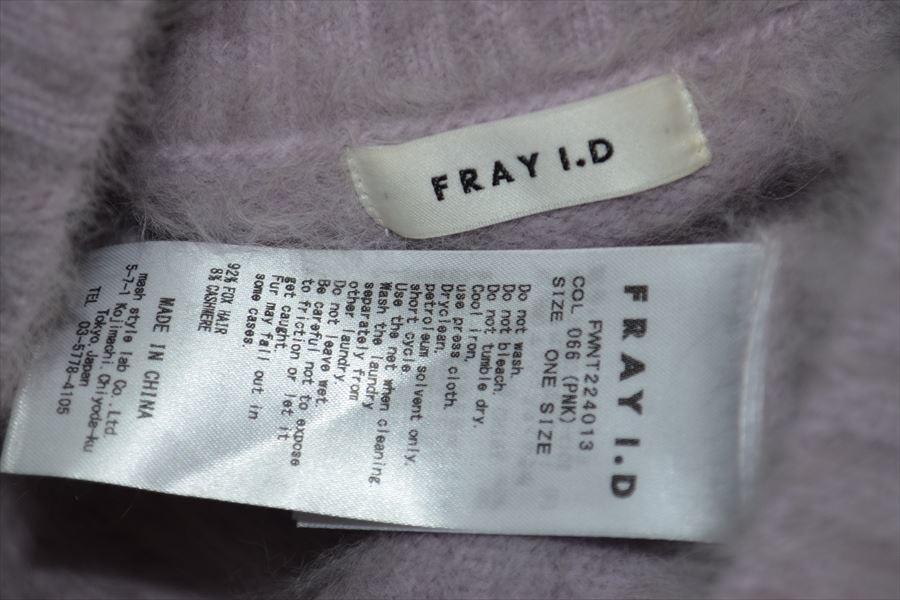 FRAY I.D
FRAY I.D
FWNT224013
COL 066 (PNK)
SIZE ONE SIZE
Do not wash.
Do not bleach.
Do not tumble dry.
Cool iron,
use press cloth.
Dryclean,
petroleum solvent only.
short cycle.
Use the net when cleaning
Wash the laundry
separately from
other laundry
Do not leave wet.
Be careful not to expose
to friction or let it
get caught.
Fur may fall out in
some cases.
92% FOX HAIR
8% CASHMERE
MADE IN CHINA
mash style lab Co.,Ltd.
5-7-1 Kojimachi,Chiyoda-ku
Tokyo,Japan
TEL 03-5778-4105